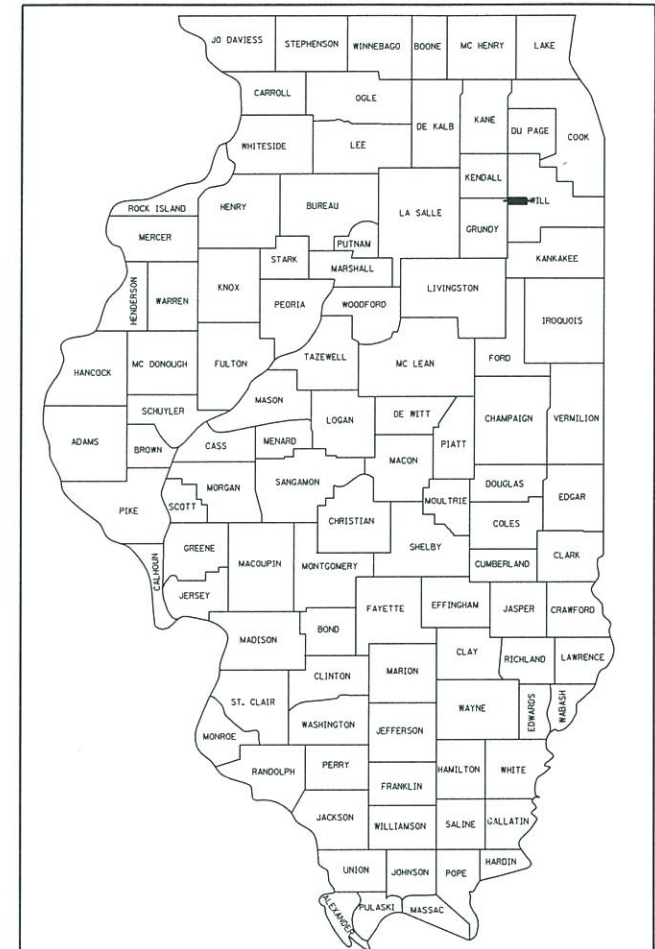 JO DAVIESS
STEPHENSON
WINNEBAGO
BOONE
MC HENRY
LAKE
CARROLL
OGLE
DE KALB
KANE
DU PAGE
COOK
WHITESIDE
LEE
KENDALL
WILL
ROCK ISLAND
HENRY
BUREAU
LA SALLE
GRUNDY
MERCER
PUTNAM
STARK
MARSHALL
KANKAKEE
HENDERSON
WARREN
KNOX
PEORIA
WOODFORD
LIVINGSTON
IROQUOIS
HANCOCK
MC DONOUGH
FULTON
TAZEWELL
MC LEAN
FORD
MASON
SCHUYLER
LOGAN
DE WITT
CHAMPAIGN
VERMILION
ADAMS
BROWN
CASS
MENARD
PIATT
MACON
MORGAN
SANGAMON
DOUGLAS
EDGAR
PIKE
SCOTT
CHRISTIAN
MOULTRIE
COLES
CALHOUN
GREENE
MACOUPIN
MONTGOMERY
SHELBY
CUMBERLAND
CLARK
JERSEY
FAYETTE
EFFINGHAM
JASPER
CRAWFORD
MADISON
BOND
CLAY
RICHLAND
LAWRENCE
CLINTON
MARION
ST. CLAIR
WAYNE
EDWARDS
WABASH
MONROE
WASHINGTON
JEFFERSON
RANDOLPH
PERRY
HAMILTON
WHITE
FRANKLIN
JACKSON
WILLIAMSON
SALINE
GALLATIN
UNION
JOHNSON
POPE
HARDIN
ALEXANDER
PULASKI
MASSAC